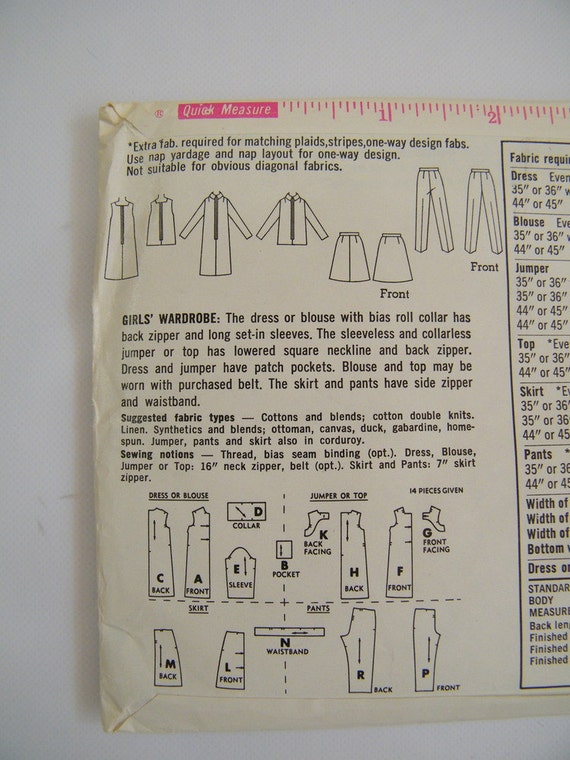 ® Quick Measure 1 2
*Extra fab. required for matching plaids,stripes,one-way design fabs.
Use nap yardage and nap layout for one-way design.
Not suitable for obvious diagonal fabrics.
Front
Front
GIRLS' WARDROBE: The dress or blouse with bias roll collar has
back zipper and long set-in sleeves. The sleeveless and collarless
jumper or top has lowered square neckline and back zipper.
Dress and jumper have patch pockets. Blouse and top may be
worn with purchased belt. The skirt and pants have side zipper
and waistband.
Suggested fabric types — Cottons and blends; cotton double knits.
Linen. Synthetics and blends; ottoman, canvas, duck, gabardine, home-
spun. Jumper, pants and skirt also in corduroy.
Sewing notions — Thread, bias seam binding (opt.). Dress, Blouse,
Jumper or Top: 16" neck zipper, belt (opt.). Skirt and Pants: 7" skirt
zipper.
DRESS OR BLOUSE
JUMPER OR TOP
14 PIECES GIVEN
C
BACK
A
FRONT
D
COLLAR
E
SLEEVE
B
POCKET
K
BACK
FACING
H
BACK
F
FRONT
G
FRONT
FACING
SKIRT
PANTS
M
BACK
L
FRONT
N
WAISTBAND
R
BACK
P
FRONT
Fabric requi
Dress Even
35" or 36" w
44" or 45"
Blouse Eve
35" or 36" w
44" or 45"
Jumper
35" or 36"
35" or 36"
44" or 45"
44" or 45"
Top *Eve
35" or 36"
44" or 45"
Skirt *E
35" or 36
35" or 36
44" or 45
Pants *
35" or 36
44" or 45
Width of
Width of
Width of
Bottom w
Dress or
STANDAR
BODY
MEASURE
Back len
Finished
Finished
Finished